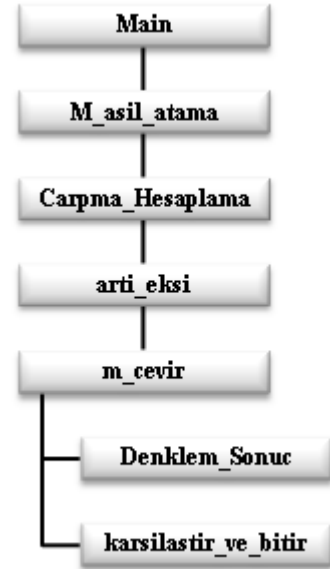 Main
M_asil_atama
Carpma_Hesaplama
arti_eksi
m_cevir
Denklem_Sonuc
karsilastir_ve_bitir